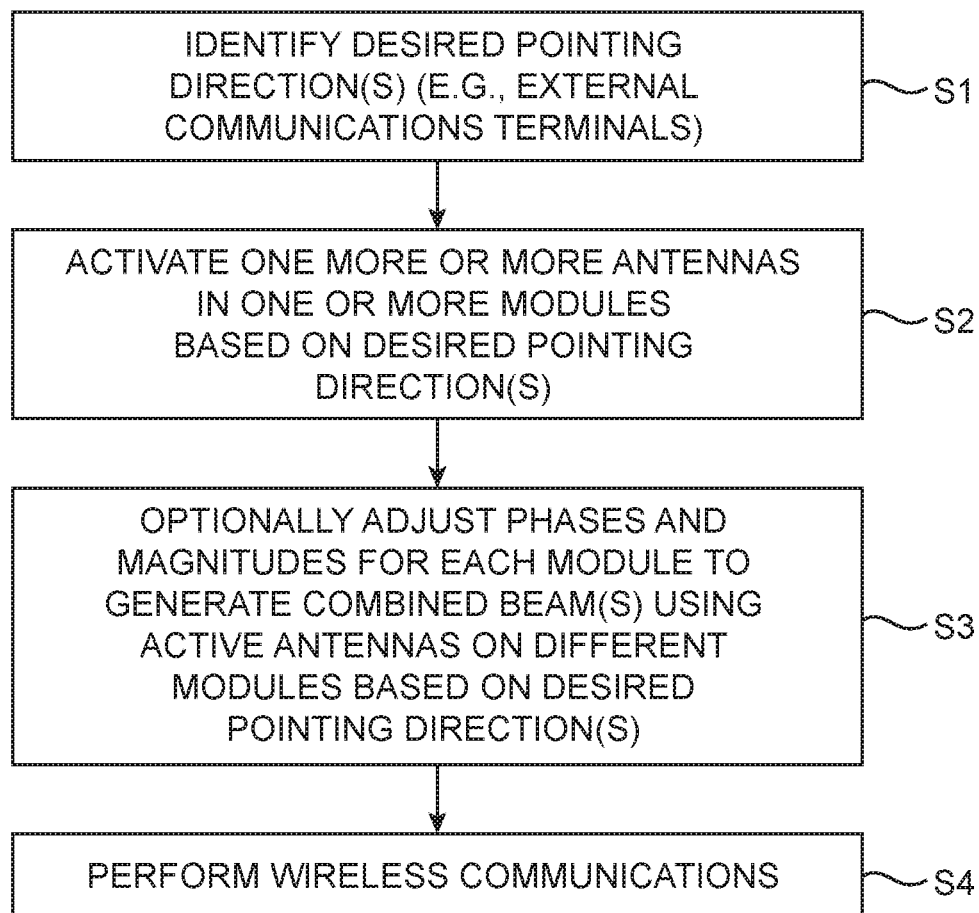 IDENTIFY DESIRED POINTING
DIRECTION(S) (E.G., EXTERNAL
COMMUNICATIONS TERMINALS)
S1
ACTIVATE ONE MORE OR MORE ANTENNAS
IN ONE OR MORE MODULES
BASED ON DESIRED POINTING
DIRECTION(S)
S2
OPTIONALLY ADJUST PHASES AND
MAGNITUDES FOR EACH MODULE TO
GENERATE COMBINED BEAM(S) USING
ACTIVE ANTENNAS ON DIFFERENT
MODULES BASED ON DESIRED
POINTING DIRECTION(S)
S3
PERFORM WIRELESS COMMUNICATIONS
S4